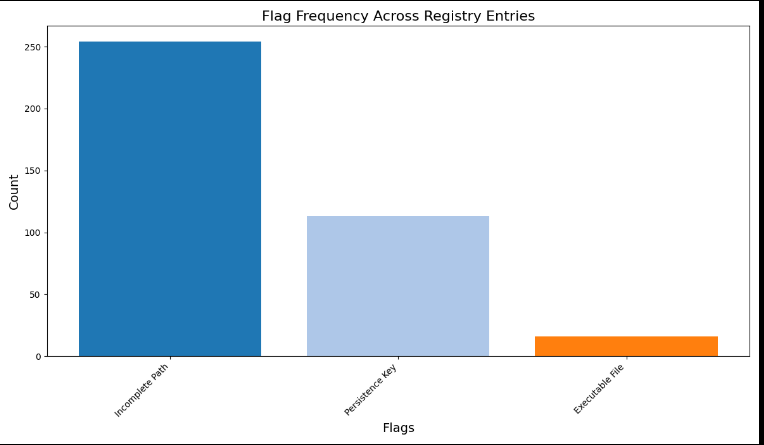 Flag Frequency Across Registry Entries
Count
250
200
150
100
50
0
Incomplete Path
Persistence Key
Executable File
Flags